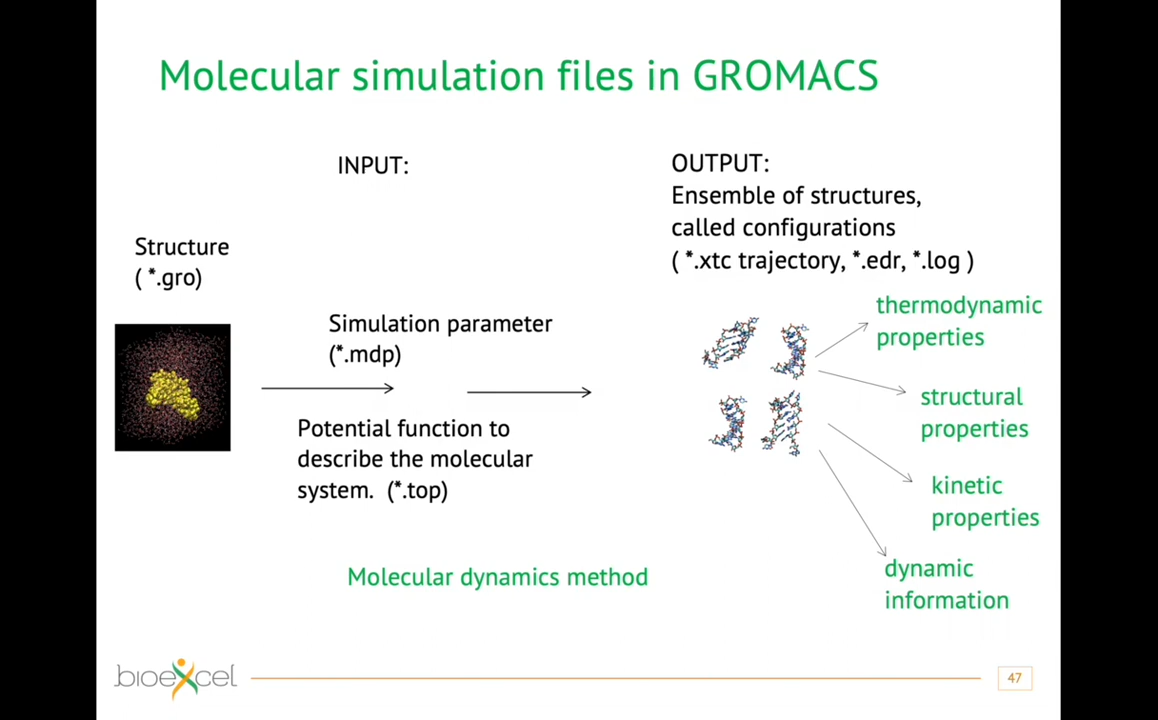 Molecular simulation files in GROMACS
INPUT:
Structure
( *.gro)
Simulation parameter
(*.mdp)
Potential function to
describe the molecular
system.  (*.top)
Molecular dynamics method
OUTPUT:
Ensemble of structures,
called configurations
( *.xtc trajectory, *.edr, *.log )
thermodynamic
properties
structural
properties
kinetic
properties
dynamic
information
bioexcel
47